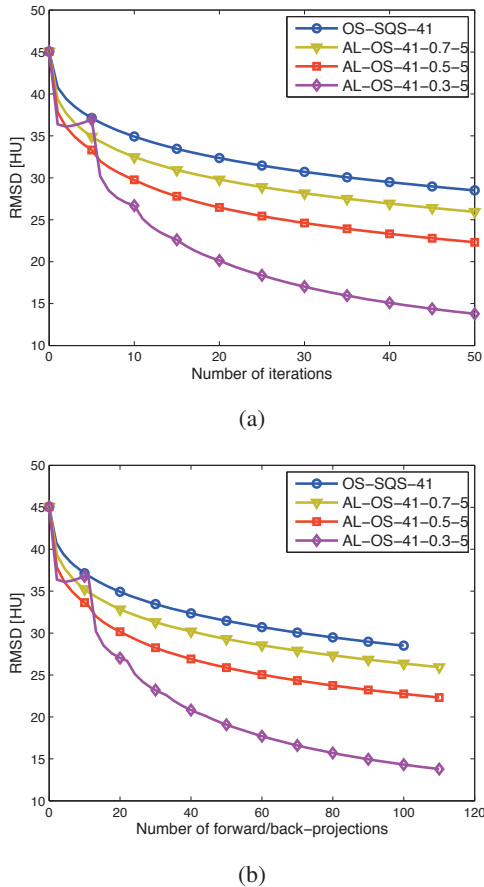 50
45
40
35
30
25
20
15
10
RMSD [HU]
0
10
20
30
40
50
Number of iterations
OS−SQS−41
AL−OS−41−0.7−5
AL−OS−41−0.5−5
AL−OS−41−0.3−5
(a)
50
45
40
35
30
25
20
15
10
RMSD [HU]
0
20
40
60
80
100
120
Number of forward/back−projections
OS−SQS−41
AL−OS−41−0.7−5
AL−OS−41−0.5−5
AL−OS−41−0.3−5
(b)